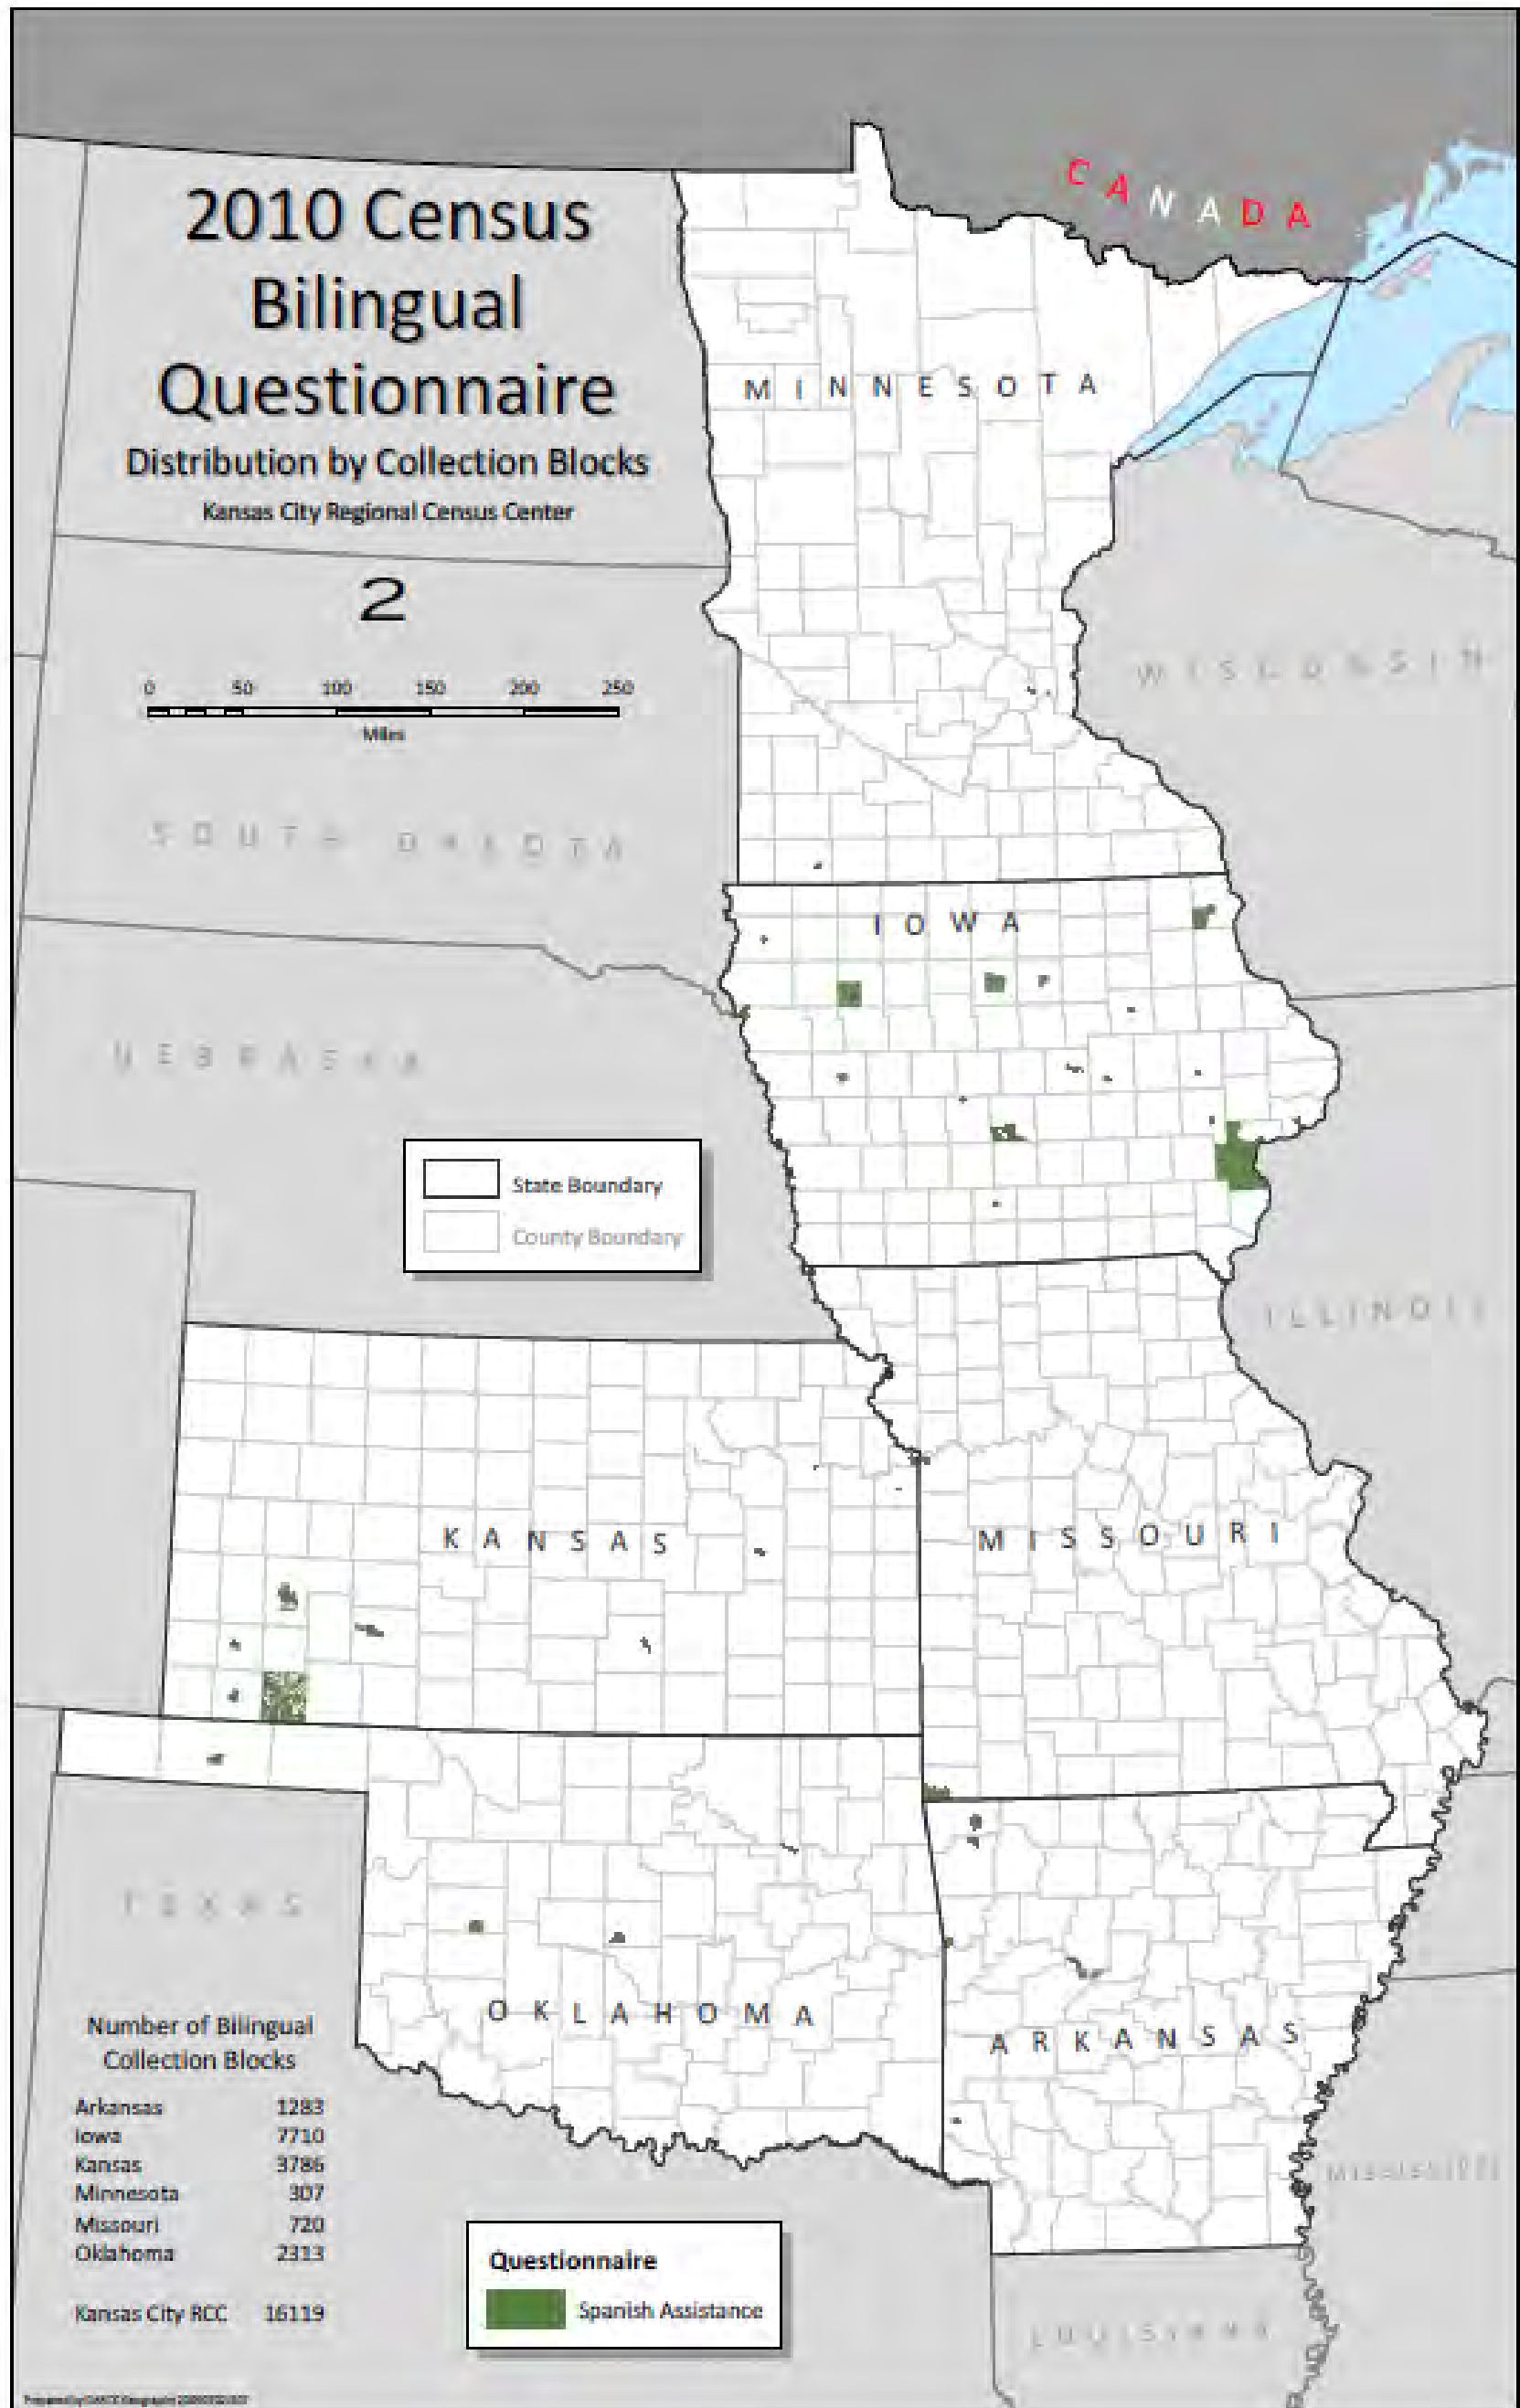 2010 Census
Bilingual
Questionnaire
Distribution by Collection Blocks
Kansas City Regional Census Center
2
0 50 100 150 200 250
Miles
CANADA
MINNESOTA
WISCONSIN
SOUTH DAKOTA
IOWA
NEBRASKA
State Boundary
County Boundary
ILLINOIS
KANSAS
MISSOURI
TEXAS
OKLAHOMA
ARKANSAS
MISSISSIPPI
LOUISIANA
Number of Bilingual
Collection Blocks
Arkansas 1283
Iowa 7710
Kansas 3786
Minnesota 307
Missouri 720
Oklahoma 2313
Kansas City RCC 16119
Questionnaire
Spanish Assistance